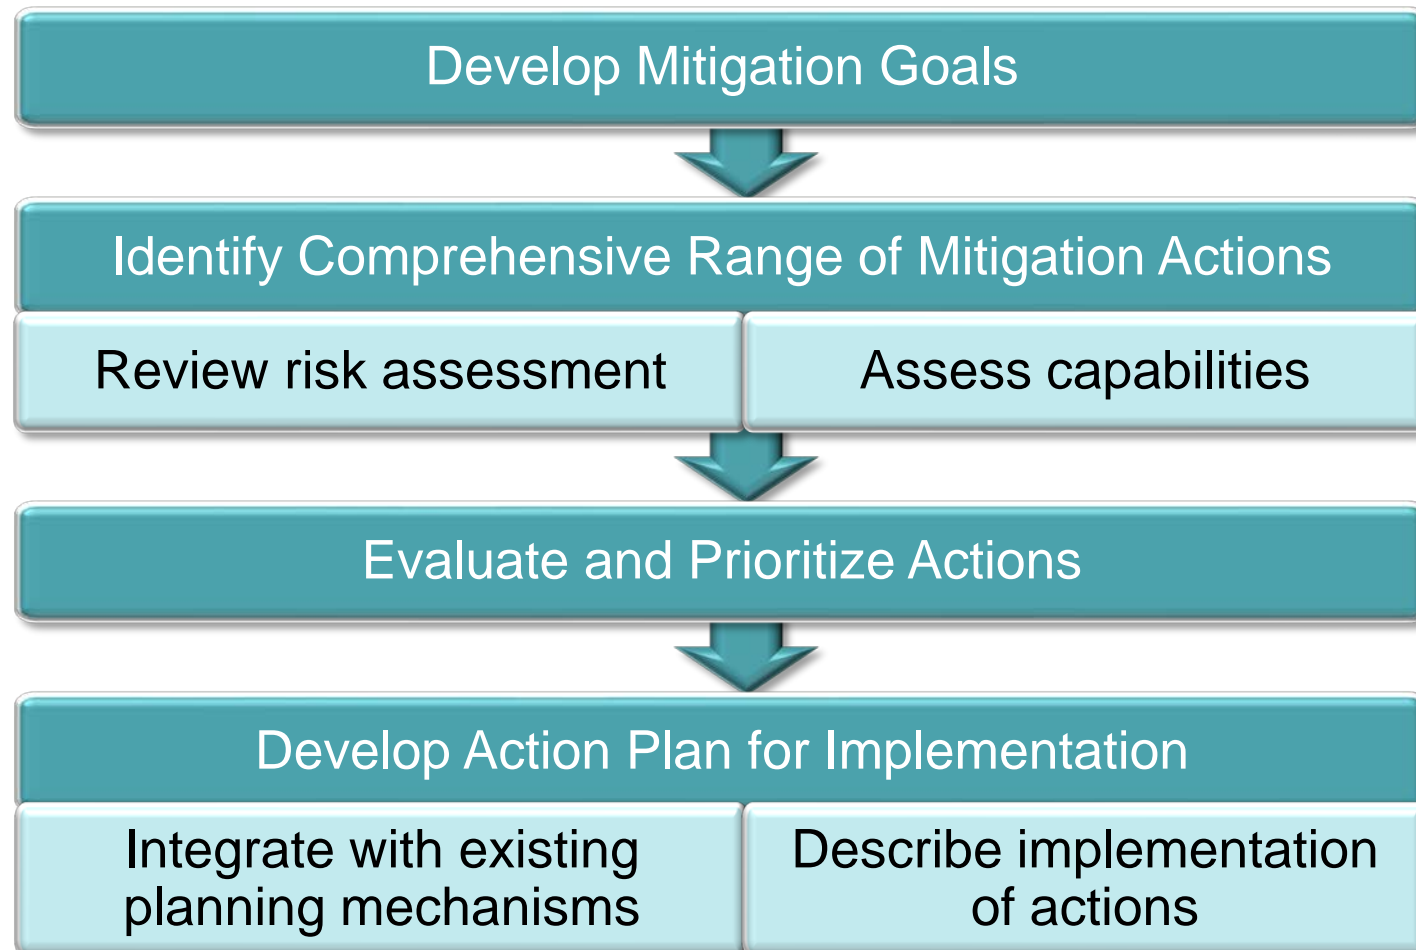 Develop Mitigation Goals
Identify Comprehensive Range of Mitigation Actions
Review risk assessment
Assess capabilities
Evaluate and Prioritize Actions
Develop Action Plan for Implementation
Integrate with existing
planning mechanisms
Describe implementation
of actions